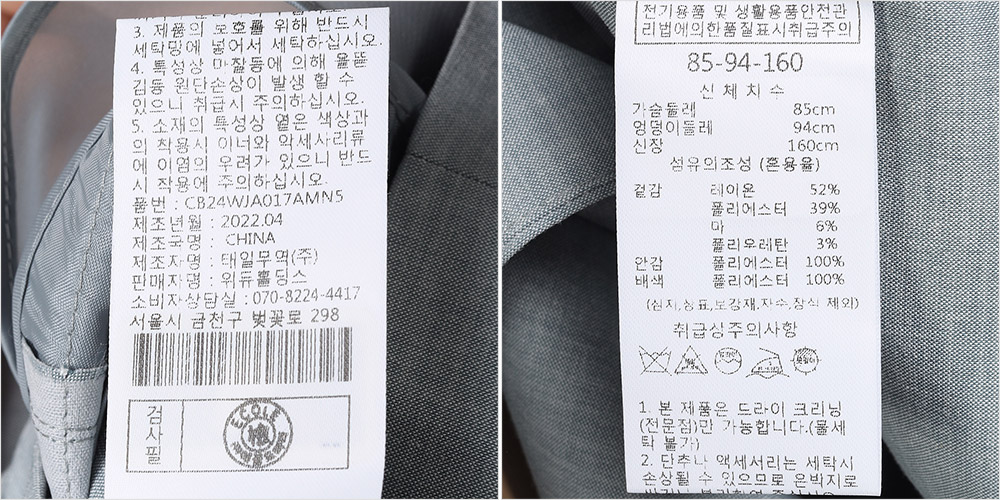 3. 제품의 보호를 위해 반드시
세탁망에 넣어서 세탁하십시오.
4. 특성상 마찰등에 의해 올뜯
김등 원단손상이 발생 할 수
있으니 취급시 주의하십시오.
5. 소재의 특성상 옅은 색상과
의 착용시 이너와 악세사리류
에 이염의 우려가 있으니 반드
시 착용에 주의하십시오.
품번 : CB24WJA017AMN5
제조년월 : 2022.04
제조국명 : CHINA
제조자명 : 태일무역(주)
판매자명 : 위듀홀딩스
소비자상담실 : 070-8224-4417
서울시 금천구 벚꽃로 298
검사필
ECOLE
전기용품 및 생활용품안전관
리법에의한품질표시취급주의
85-94-160
신체치수
가슴둘레 85cm
엉덩이둘레 94cm
신장 160cm
섬유의조성 (혼용율)
겉감 레이온 52%
폴리에스터 39%
마 6%
폴리우레탄 3%
안감 폴리에스터 100%
배색 폴리에스터 100%
(심지,상표,보강재,자수,장식 제외)
취급상주의사항
1. 본 제품은 드라이 크리닝
(전문점)만 가능합니다.(물세
탁 불가)
2. 단추나 액세서리는 세탁시
손상될 수 있으므로 은박지로